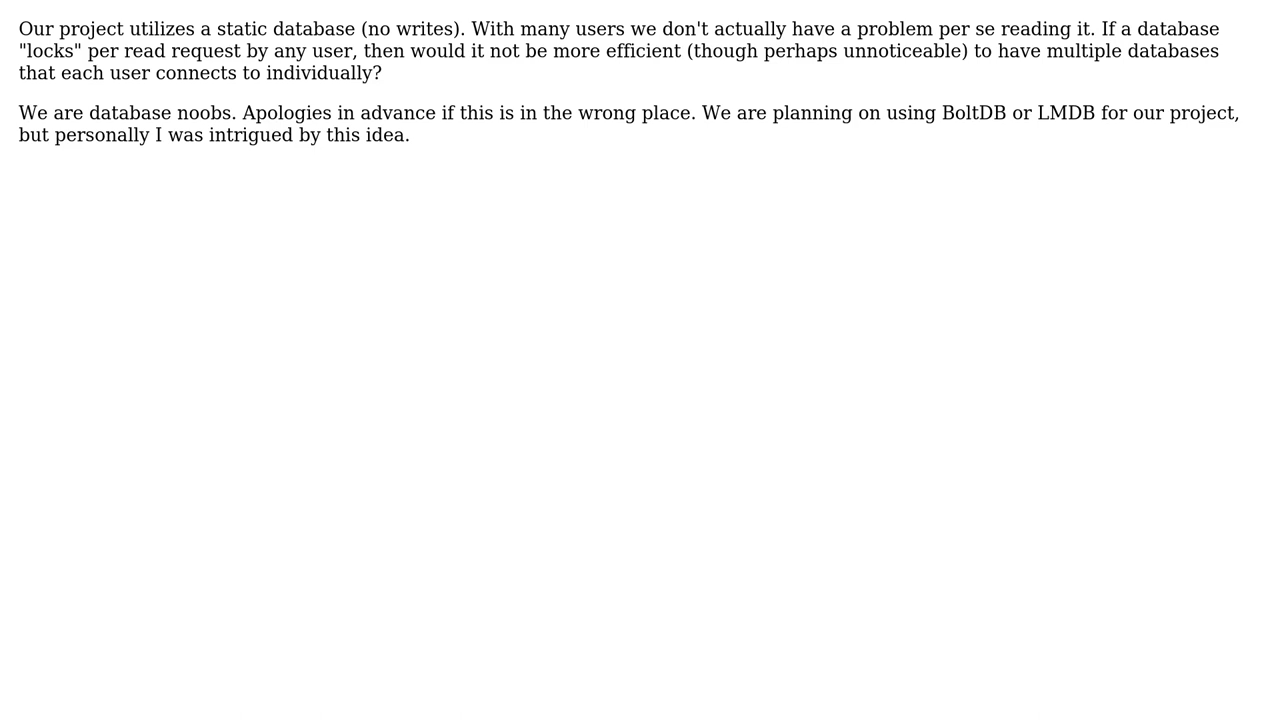 Our project utilizes a static database (no writes). With many users we don't actually have a problem per se reading it. If a database
"locks" per read request by any user, then would it not be more efficient (though perhaps unnoticeable) to have multiple databases
that each user connects to individually?
We are database noobs. Apologies in advance if this is in the wrong place. We are planning on using BoltDB or LMDB for our project,
but personally I was intrigued by this idea.